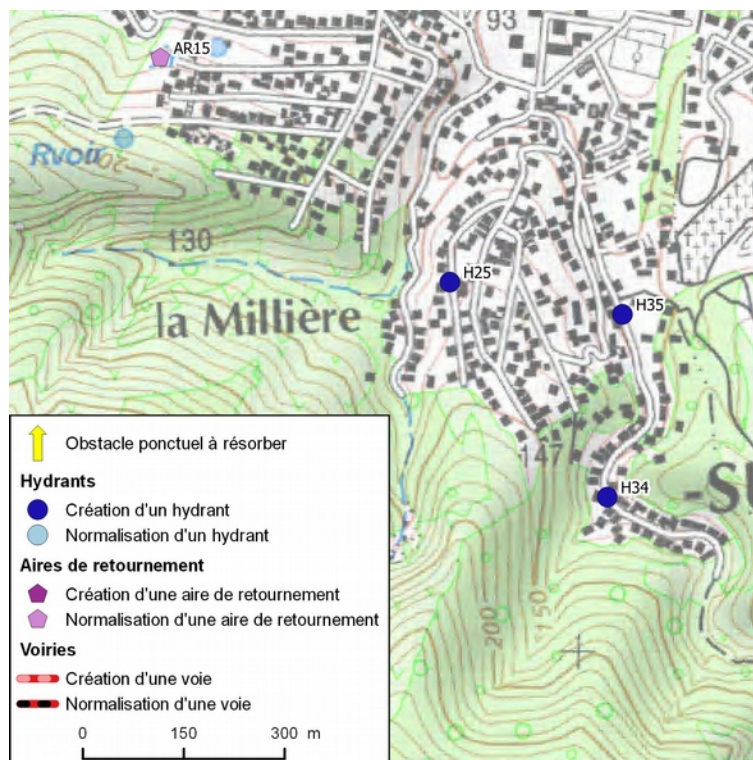 93
AR15
Rvoir
20
130
H25
la Millière
H35
147
H34
200
150
Obstacle ponctuel à résorber
Hydrants
Création d'un hydrant
Normalisation d'un hydrant
Aires de retournement
Création d'une aire de retournement
Normalisation d'une aire de retournement
Voiries
Création d'une voie
Normalisation d'une voie
0 150 300 m